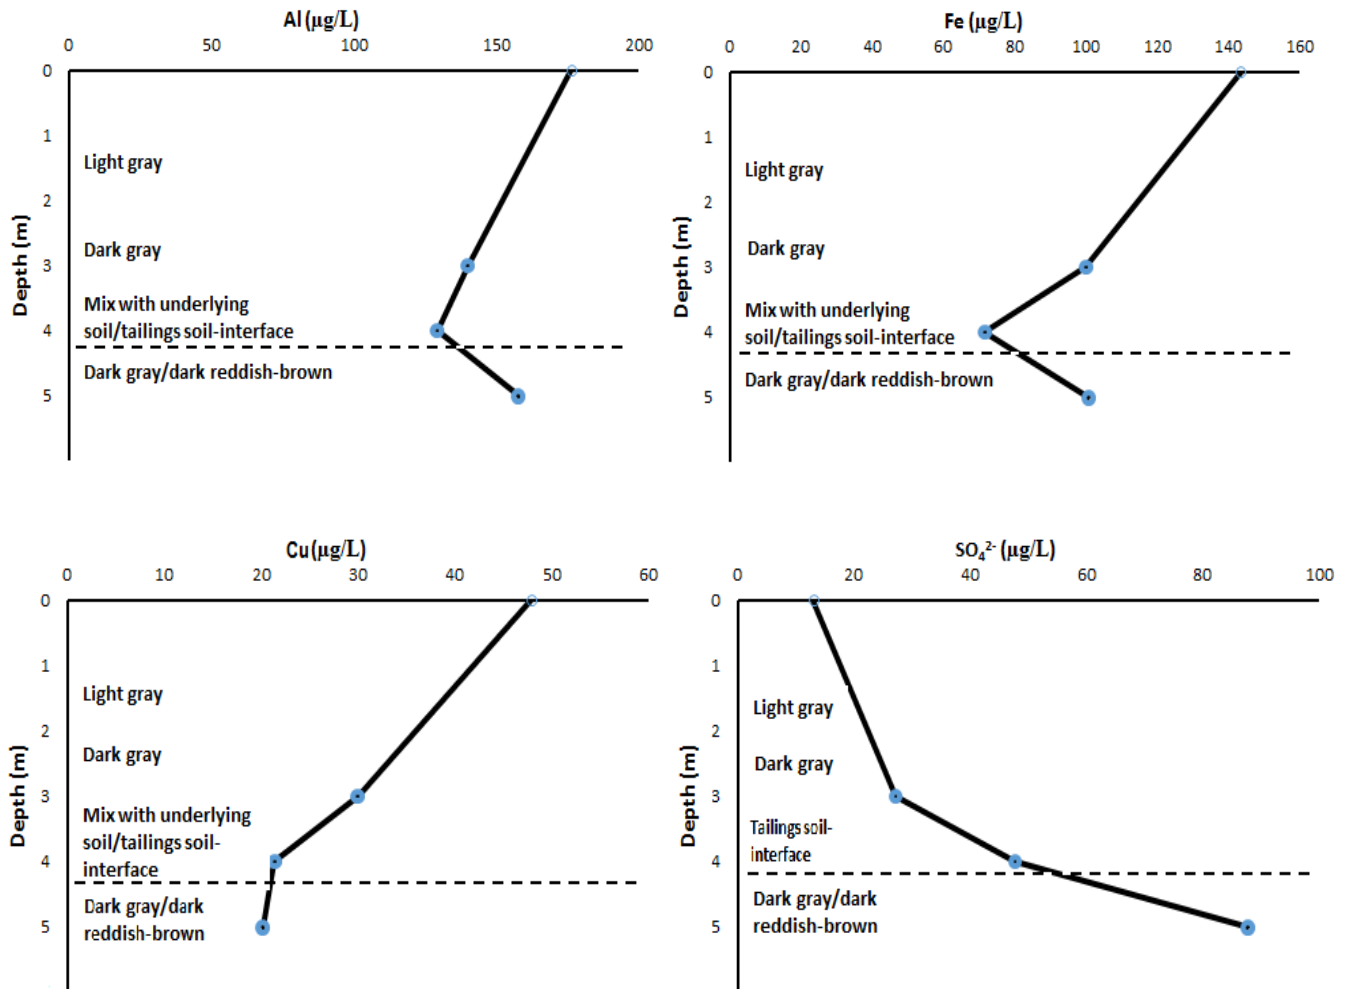 Al (µg/L)
0 50 100 150 200
0
1
Light gray
2
Dark gray
3
Mix with underlying
4
soil/tailings soil-interface
Dark gray/dark reddish-brown
5
Depth (m)
Fe (µg/L)
0 20 40 60 80 100 120 140 160
0
1
Light gray
2
Dark gray
3
Mix with underlying
4
soil/tailings soil-interface
Dark gray/dark reddish-brown
5
Depth (m)
Cu (µg/L)
0 10 20 30 40 50 60
0
1
Light gray
2
Dark gray
3
Mix with underlying
soil/tailings soil-
4
interface
Dark gray/dark
5
reddish-brown
Depth (m)
SO₄²⁻ (µg/L)
0 20 40 60 80 100
0
1
Light gray
2
Dark gray
3
Tailings soil-
interface
4
Dark gray/dark
reddish-brown
5
Depth (m)